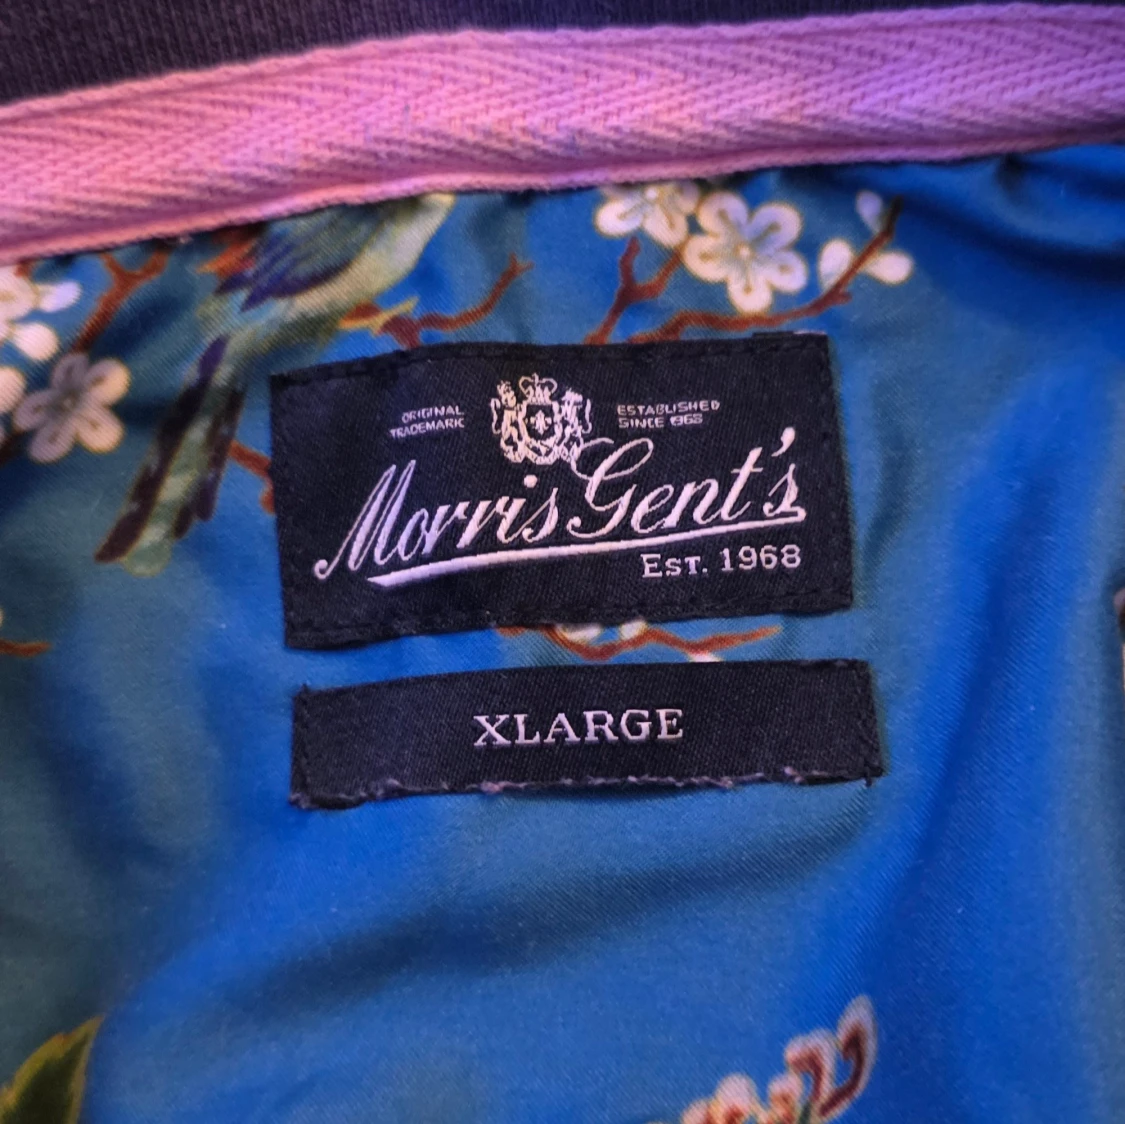 ORIGINAL
TRADEMARK
ESTABLISHED
SINCE 1968
Morris Gent's
EST. 1968
XLARGE